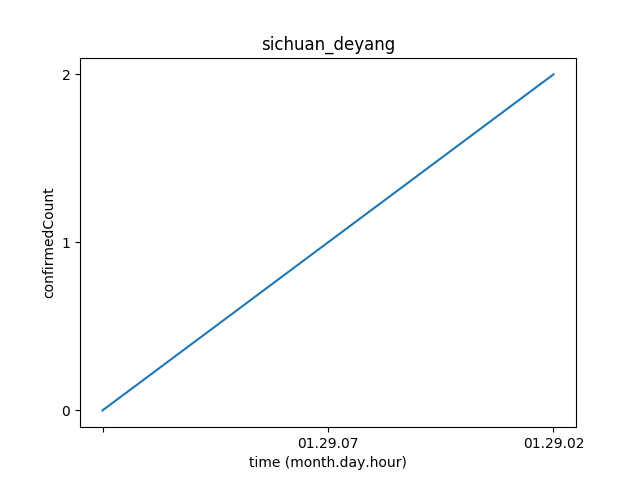 sichuan_deyang
2
1
0
confirmedCount
01.29.07
01.29.02
time (month.day.hour)